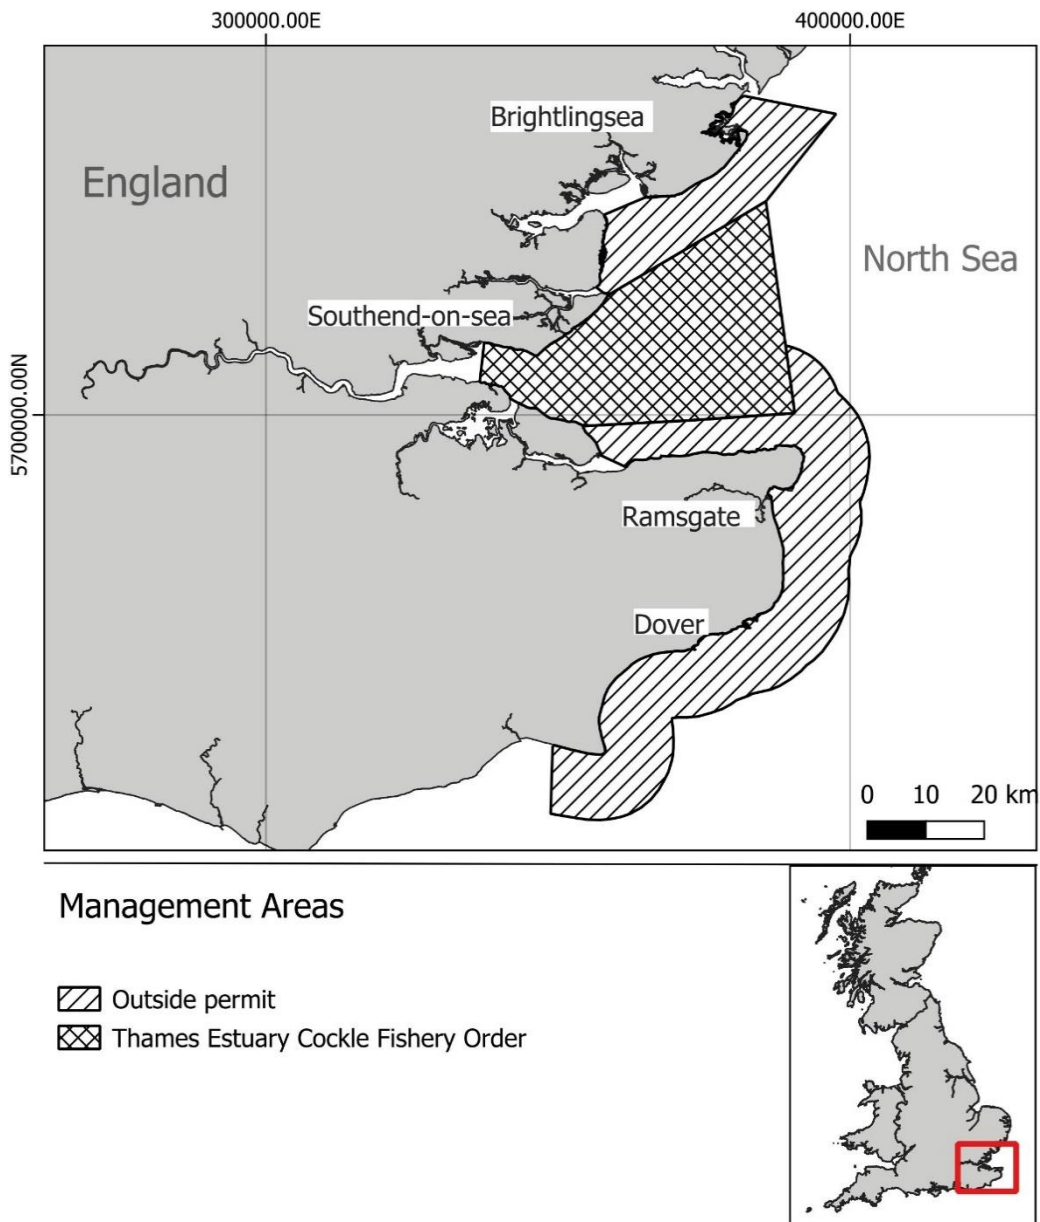 300000.00E
400000.00E
Brightlingsea
England
North Sea
Southend-on-sea
5700000.00N
Ramsgate
Dover
0 10 20 km
Management Areas
Outside permit
Thames Estuary Cockle Fishery Order